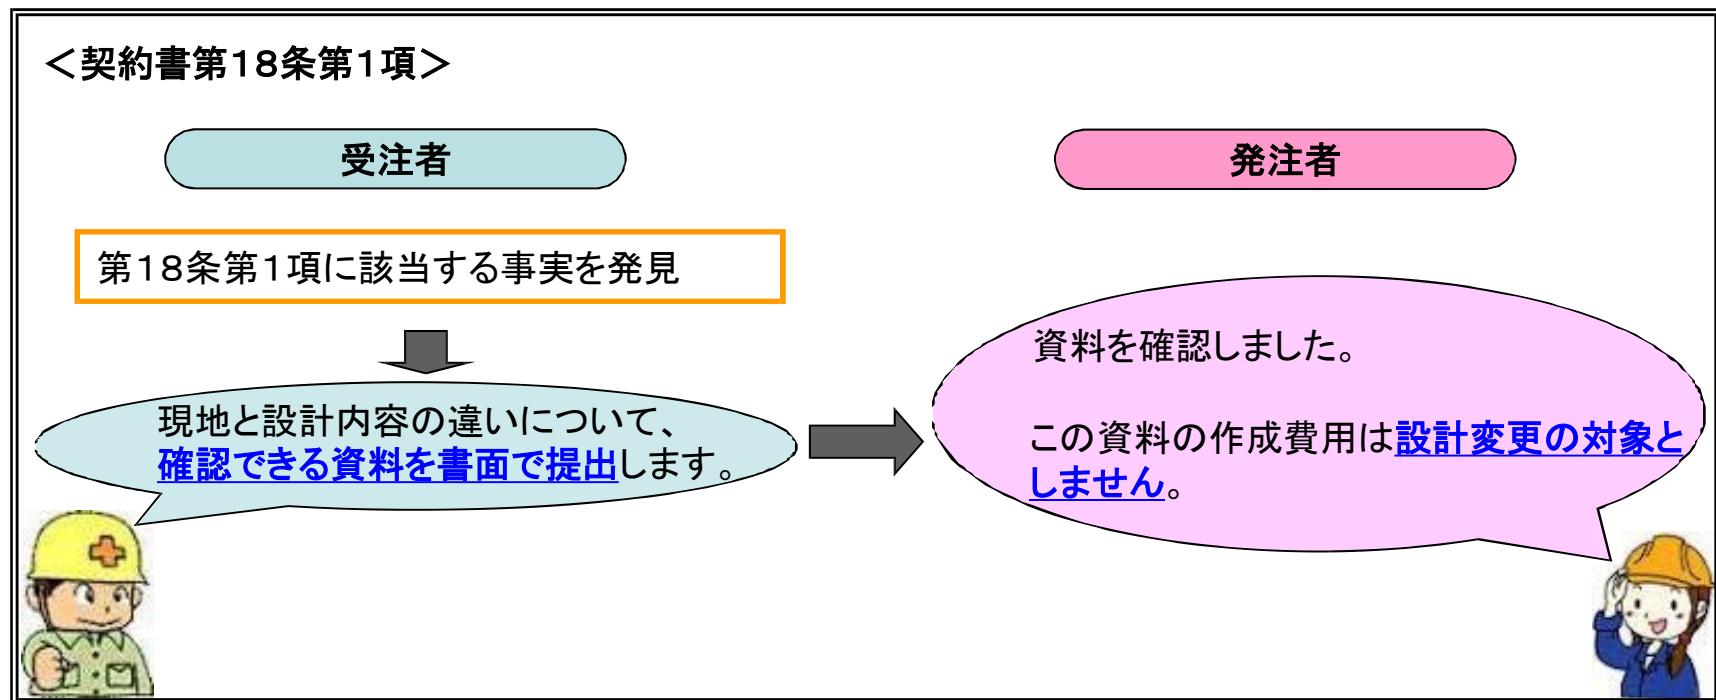 ＜契約書第１８条第１項＞
受注者
発注者
第１８条第１項に該当する事実を発見
現地と設計内容の違いについて、
確認できる資料を書面で提出します。
資料を確認しました。
この資料の作成費用は設計変更の対象と
しません。